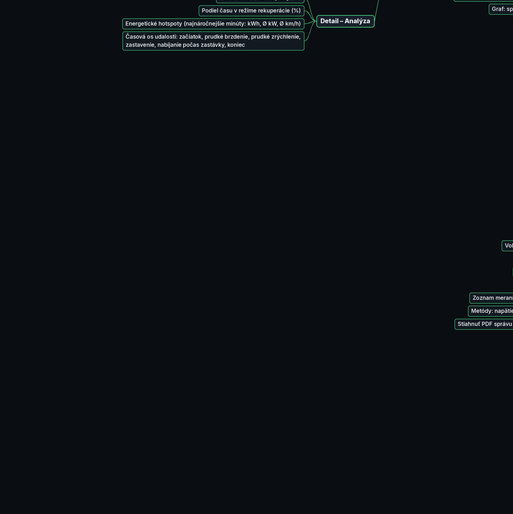 Podiel času v režime rekuperácie (%)
Energetické hotspoty (najnáročnejšie minúty: kWh, Ø kW, Ø km/h)
Časová os udalostí: začiatok, prudké brzdenie, prudké zrýchlenie,
zastavenie, nabíjanie počas zastávky, koniec
Detail – Analýza
Graf: sp
Zoznam meran
Metódy: napätie
Stiahnuť PDF správu